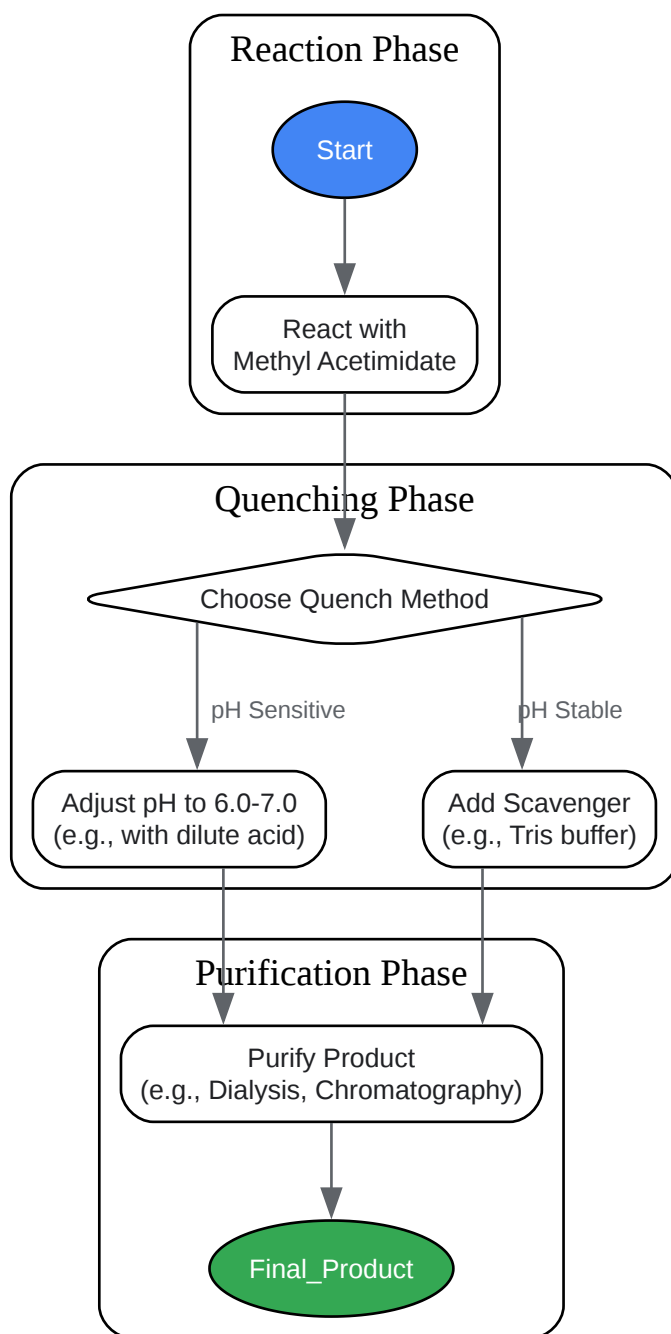 Reaction Phase
Start
React with
Methyl Acetimidate
Quenching Phase
Choose Quench Method
pH Sensitive
pH Stable
Adjust pH to 6.0-7.0
(e.g., with dilute acid)
Add Scavenger
(e.g., Tris buffer)
Purification Phase
Purify Product
(e.g., Dialysis, Chromatography)
Final_Product